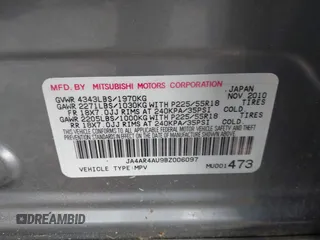 MFD BY MITSUBISHI MOTORS CORPORATION
GVWR 4343LBS/1970KG JAPAN NOV 2010
GAWR 2271LBS/1030KG WITH P225/55R18 TIRES
FR 18X7.0JJ RIMS AT 240KPA/35PSI COLD
GAWR 2205LBS/1000KG WITH P225/55R18 TIRES
RR 18X7.0JJ RIMS AT 240KPA/35PSI COLD
JA4AR4AU9BZ006097
VEHICLE TYPE:MPV MU001473
© DEALERBID AutoBidMaster